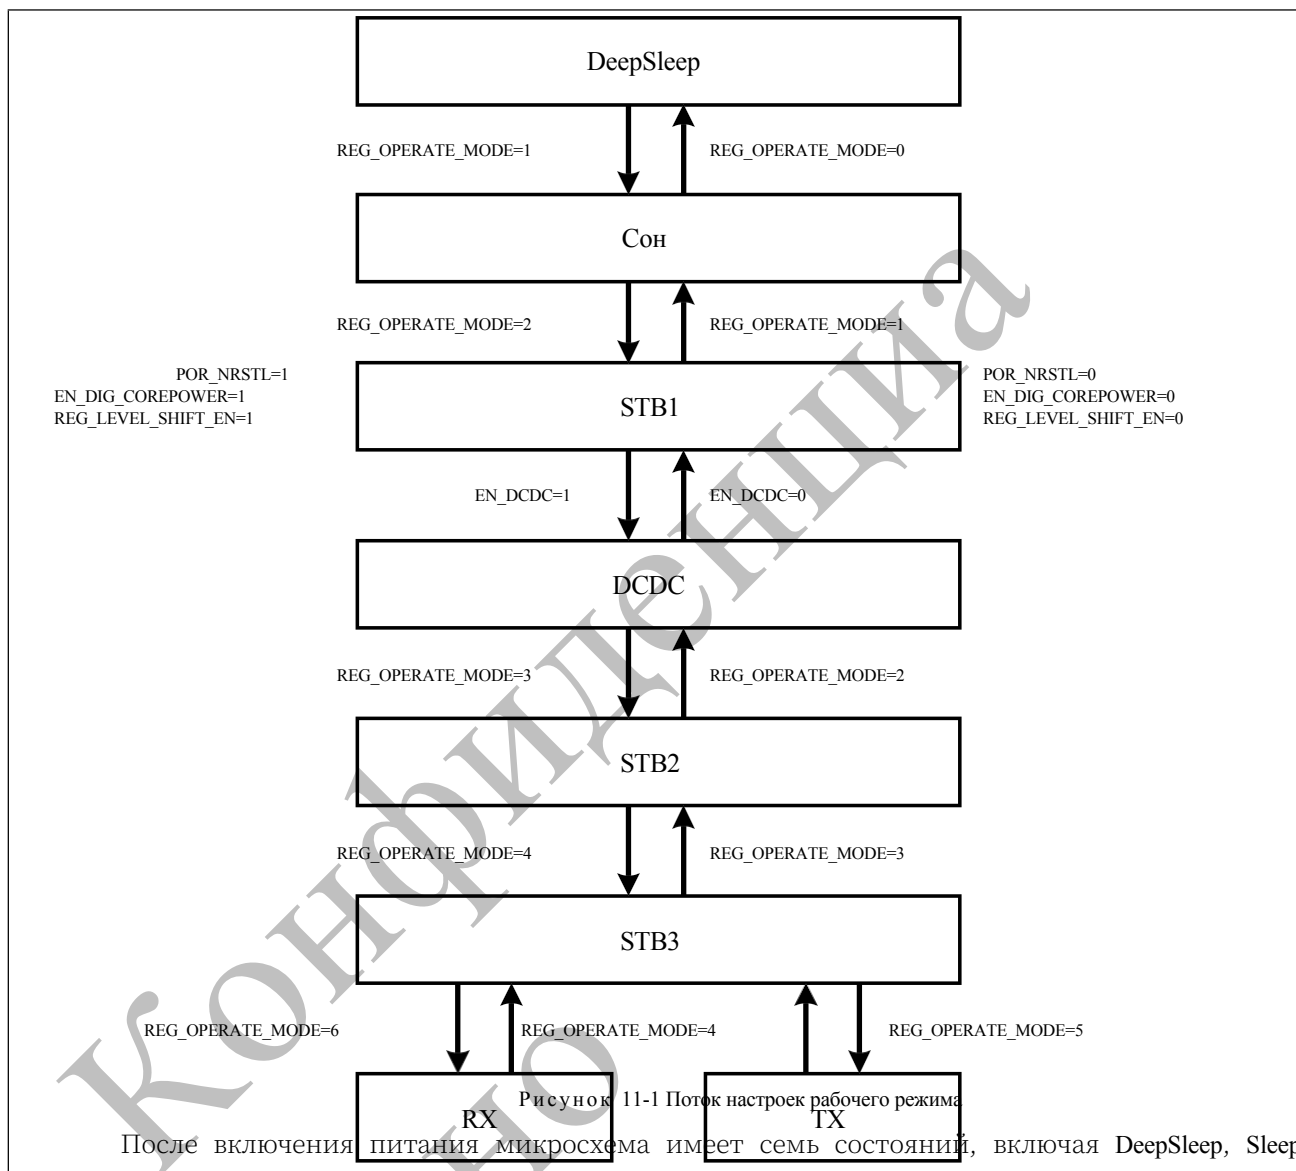 DeepSleep
REG_OPERATE_MODE=1
REG_OPERATE_MODE=0
Сон
REG_OPERATE_MODE=2
REG_OPERATE_MODE=1
POR_NRSTL=1
EN_DIG_COREPOWER=1
REG_LEVEL_SHIFT_EN=1
STB1
POR_NRSTL=0
EN_DIG_COREPOWER=0
REG_LEVEL_SHIFT_EN=0
EN_DCDC=1
EN_DCDC=0
DCDC
REG_OPERATE_MODE=3
REG_OPERATE_MODE=2
STB2
REG_OPERATE_MODE=4
REG_OPERATE_MODE=3
STB3
REG_OPERATE_MODE=6
REG_OPERATE_MODE=4
REG_OPERATE_MODE=5
RX
TX
Рисунок 11-1 Поток настроек рабочего режима
После включения питания микросхема имеет семь состояний, включая DeepSleep, Sleep
Конфиденциа
но